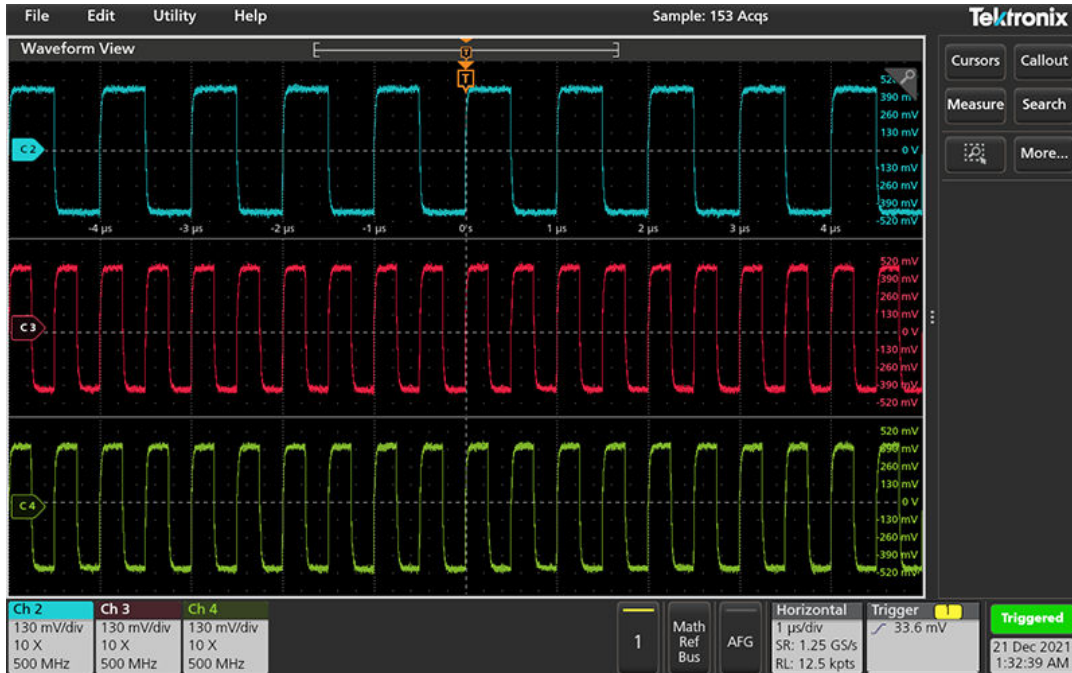 File Edit Utility Help Sample: 153 Acqs Tektronix
Waveform View
Cursors Callout
Measure Search
More...
T
T
390 m
260 mV
130 mV
0 V
-130 mV
-260 mV
-390 mV
-520 mV
C 2
-4 µs -3 µs -2 µs -1 µs 0 s 1 µs 2 µs 3 µs 4 µs
520 mV
390 mV
260 mV
130 mV
0 V
-130 mV
-260 mV
-390 mV
-520 mV
C 3
520 mV
390 mV
260 mV
130 mV
0 V
-130 mV
-260 mV
-390 mV
-520 mV
C 4
Ch 2
130 mV/div
10 X
500 MHz
Ch 3
130 mV/div
10 X
500 MHz
Ch 4
130 mV/div
10 X
500 MHz
1
Math
Ref
Bus
AFG
Horizontal
1 µs/div
SR: 1.25 GS/s
RL: 12.5 kpts
Trigger 1
33.6 mV
Triggered
21 Dec 2021
1:32:39 AM